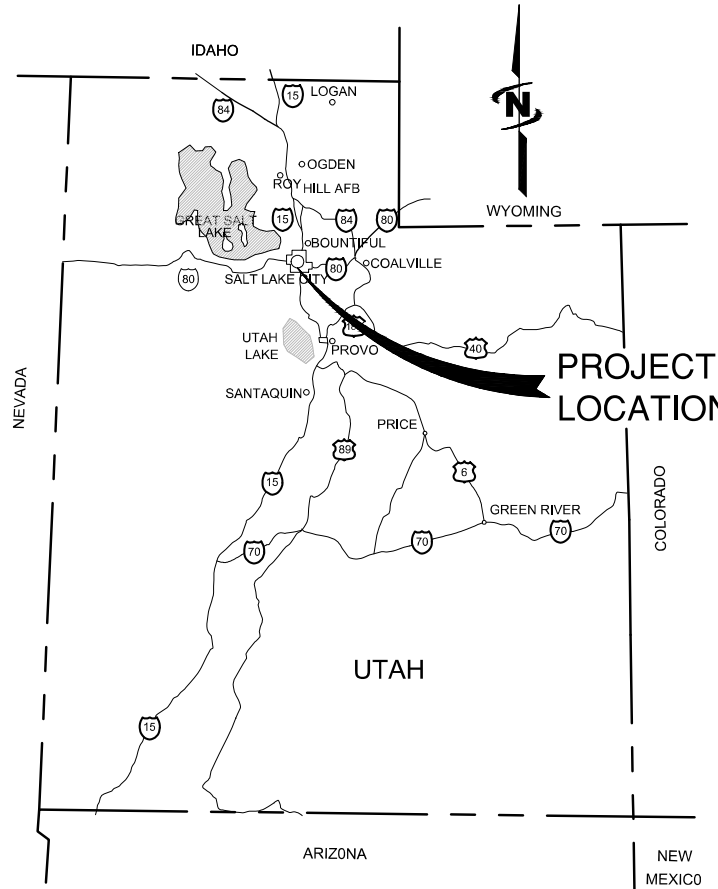 IDAHO
15
LOGAN
84
N
OGDEN
ROY
HILL AFB
WYOMING
GREAT SALT
LAKE
15
84
80
BOUNTIFUL
COALVILLE
80
SALT LAKE CITY
80
UTAH
LAKE
PROVO
40
PROJECT
LOCATION
NEVADA
SANTAQUIN
PRICE
89
6
15
GREEN RIVER
COLORADO
70
70
70
UTAH
15
ARIZ0NA
NEW
MEXIC0